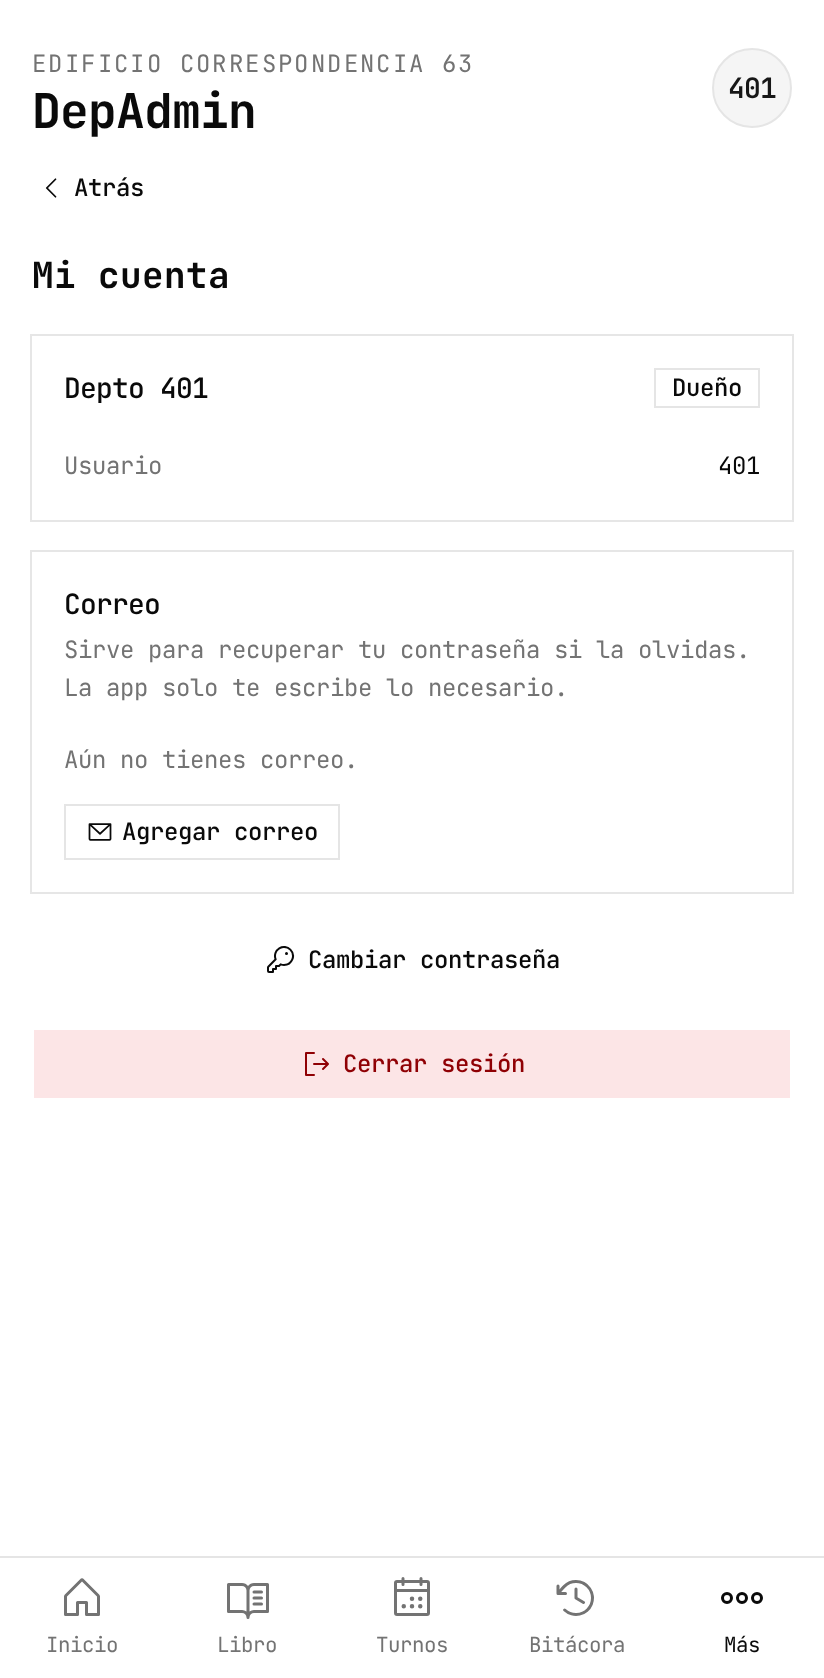 EDIFICIO CORRESPONDENCIA 63
DepAdmin
401
Atrás
Mi cuenta
Depto 401
Dueño
Usuario
401
Correo
Sirve para recuperar tu contraseña si la olvidas.
La app solo te escribe lo necesario.
Aún no tienes correo.
Agregar correo
Cambiar contraseña
Cerrar sesión
Inicio
Libro
Turnos
Bitácora
Más